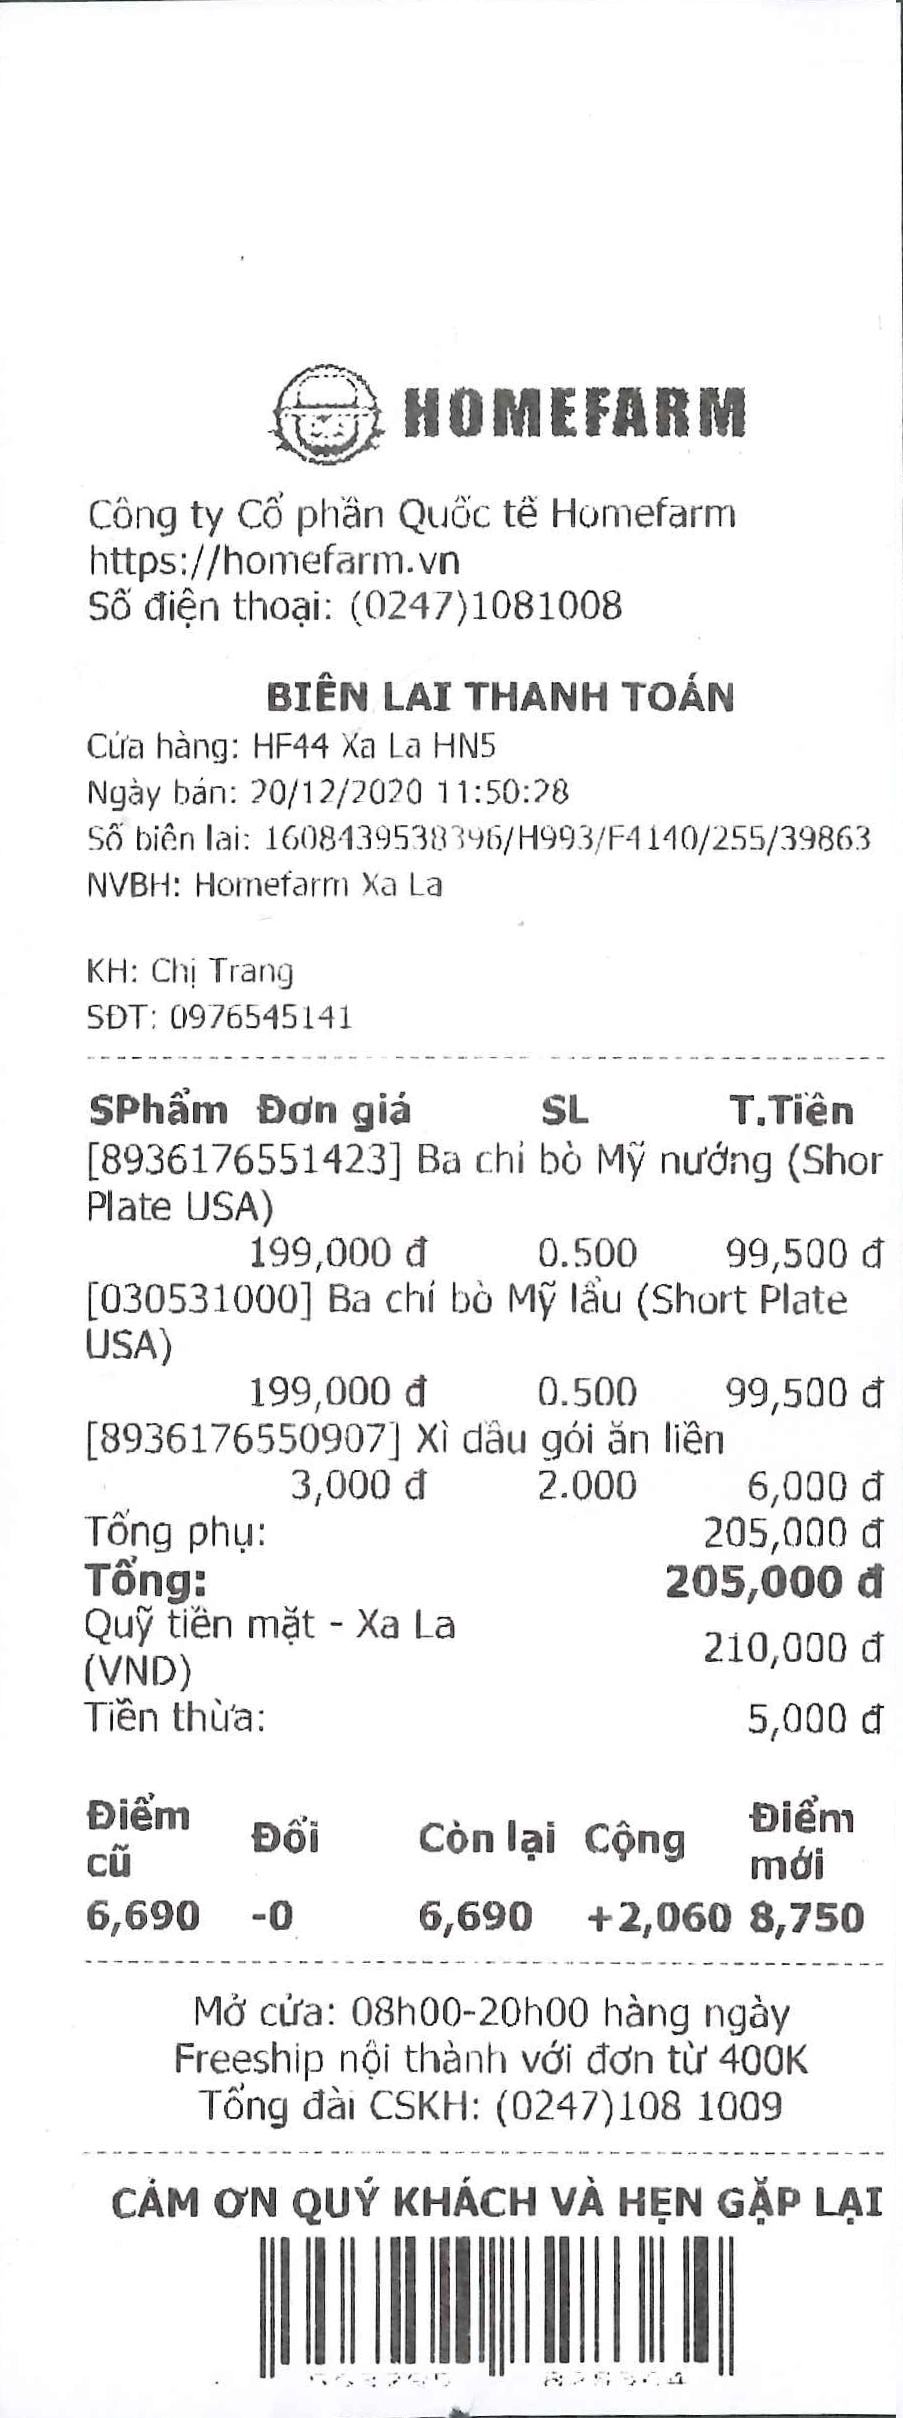 HOMEFARM
Công ty Cổ phần Quốc tế Homefarm
https://homefarm.vn
Số điện thoại: (0247)1081008
BIÊN LAI THANH TOÁN
Cửa hàng: HF44 Xa La HN5
Ngày bán: 20/12/2020 11:50:28
Số biên lai: 1608439538396/H993/F4140/255/39863
NVBH: Homefarm Xa La
KH: Chị Trang
SĐT: 0976545141
SPhẩm Đơn giá SL T.Tiền
[8936176551423] Ba chỉ bò Mỹ nướng (Shor
Plate USA)
199,000 đ 0.500 99,500 đ
[030531000] Ba chỉ bò Mỹ lẩu (Short Plate
USA)
199,000 đ 0.500 99,500 đ
[8936176550907] Xì dầu gói ăn liền
3,000 đ 2.000 6,000 đ
Tổng phụ: 205,000 đ
Tổng: 205,000 đ
Quỹ tiền mặt - Xa La
(VND) 210,000 đ
Tiền thừa: 5,000 đ
Điểm cũ Đổi Còn lại Cộng Điểm mới
6,690 -0 6,690 +2,060 8,750
Mở cửa: 08h00-20h00 hàng ngày
Freeship nội thành với đơn từ 400K
Tổng đài CSKH: (0247)108 1009
CẢM ƠN QUÝ KHÁCH VÀ HẸN GẶP LẠI